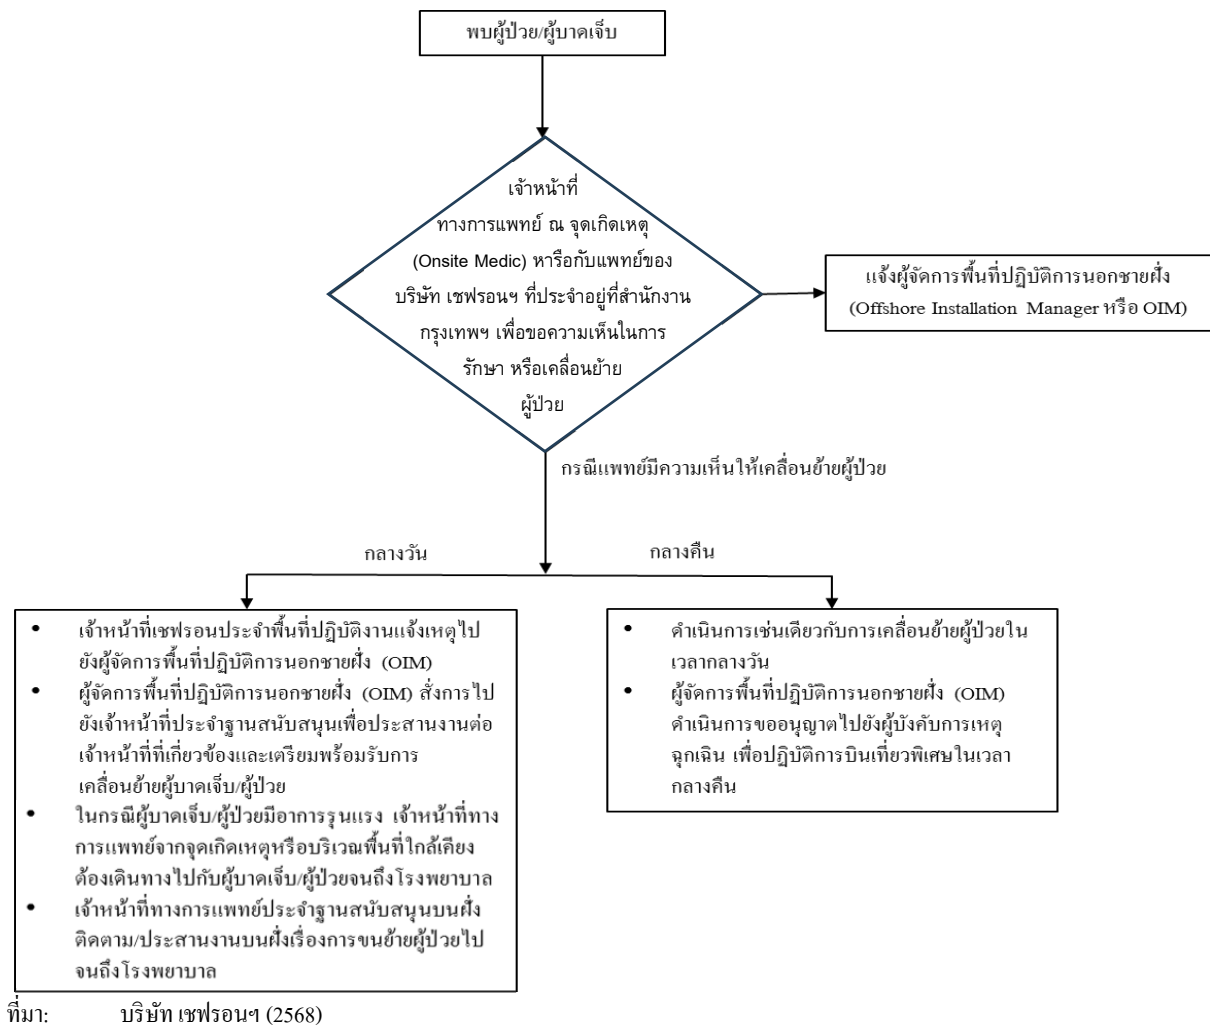 พบผู้ป่วย/ผู้บาดเจ็บ
เจ้าหน้าที่
ทางการแพทย์ ณ จุดเกิดเหตุ
(Onsite Medic) หารือกับแพทย์ของ
บริษัท เชฟรอนฯ ที่ประจำอยู่ที่สำนักงาน
กรุงเทพฯ เพื่อขอความเห็นในการ
รักษา หรือเคลื่อนย้าย
ผู้ป่วย
แจ้งผู้จัดการพื้นที่ปฏิบัติการนอกชายฝั่ง
(Offshore Installation Manager หรือ OIM)
กรณีแพทย์มีความเห็นให้เคลื่อนย้ายผู้ป่วย
กลางวัน
กลางคืน
• เจ้าหน้าที่เชฟรอนประจำพื้นที่ปฏิบัติงานแจ้งเหตุไป
ยังผู้จัดการพื้นที่ปฏิบัติการนอกชายฝั่ง (OIM)
• ผู้จัดการพื้นที่ปฏิบัติการนอกชายฝั่ง (OIM) สั่งการไป
ยังเจ้าหน้าที่ประจำฐานสนับสนุนเพื่อประสานงานต่อ
เจ้าหน้าที่ที่เกี่ยวข้องและเตรียมพร้อมรับการ
เคลื่อนย้ายผู้บาดเจ็บ/ผู้ป่วย
• ในกรณีผู้บาดเจ็บ/ผู้ป่วยมีอาการรุนแรง เจ้าหน้าที่ทาง
การแพทย์จากจุดเกิดเหตุหรือบริเวณพื้นที่ใกล้เคียง
ต้องเดินทางไปกับผู้บาดเจ็บ/ผู้ป่วยจนถึงโรงพยาบาล
• เจ้าหน้าที่ทางการแพทย์ประจำฐานสนับสนุนบนฝั่ง
ติดตาม/ประสานงานบนฝั่งเรื่องการขนย้ายผู้ป่วยไป
จนถึงโรงพยาบาล
• ดำเนินการเช่นเดียวกับการเคลื่อนย้ายผู้ป่วยใน
เวลากลางวัน
• ผู้จัดการพื้นที่ปฏิบัติการนอกชายฝั่ง (OIM)
ดำเนินการขออนุญาตไปยังผู้บังคับการเหตุ
ฉุกเฉิน เพื่อปฏิบัติการบินเที่ยวพิเศษในเวลา
กลางคืน
ที่มา: บริษัท เชฟรอนฯ (2568)